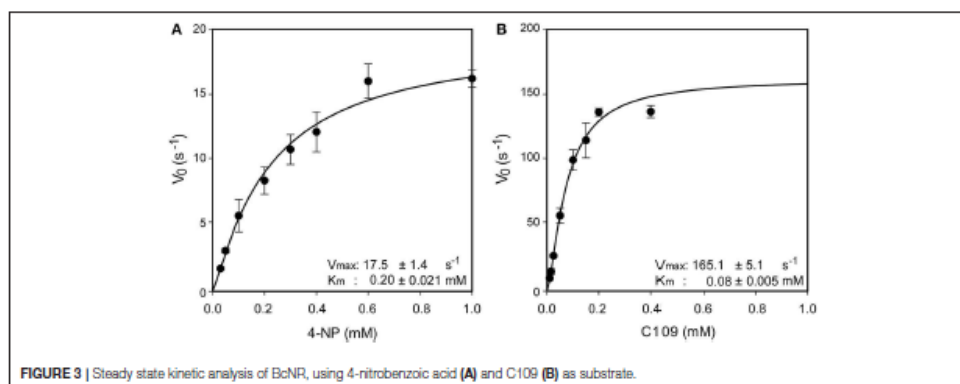 A
20
15
10
5
0
V0 (s-1)
Vmax: 17.5 ± 1.4 s-1
Km : 0.20 ± 0.021 mM
0.0 0.2 0.4 0.6 0.8 1.0
4-NP (mM)
B
200
150
100
50
0
V0 (s-1)
Vmax: 165.1 ± 5.1 s-1
Km : 0.08 ± 0.005 mM
0.0 0.2 0.4 0.6 0.8 1.0
C109 (mM)
FIGURE 3 | Steady state kinetic analysis of BcNR, using 4-nitrobenzoic acid (A) and C109 (B) as substrate.